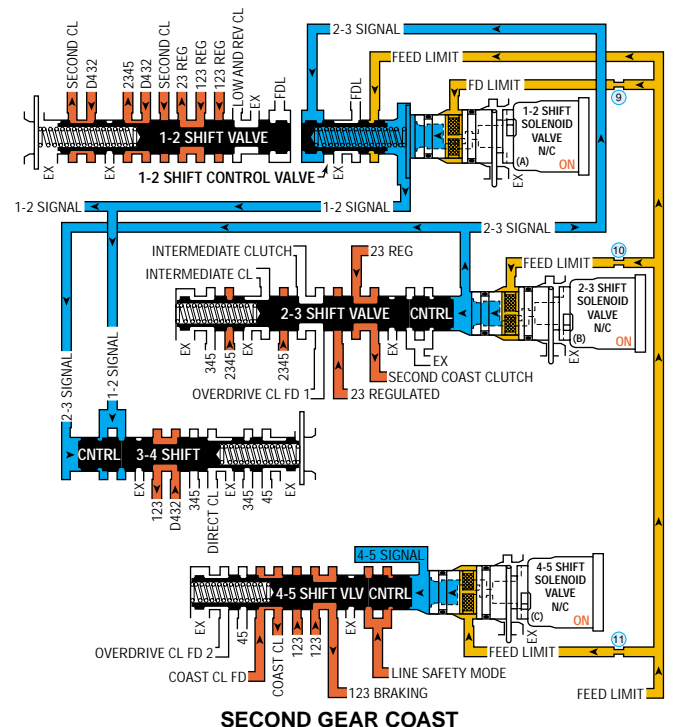 2-3 SIGNAL
FEED LIMIT
SECOND CL
D432
2345
D432
SECOND CL
23 REG
123 REG
123 REG
LOW AND REV CL
EX
FDL
FDL
FD LIMIT
9
1-2 SHIFT VALVE
1-2 SHIFT
SOLENOID
VALVE
N/C
(A)
ON
EX
EX
EX
EX
1-2 SHIFT CONTROL VALVE
1-2 SIGNAL
1-2 SIGNAL
2-3 SIGNAL
INTERMEDIATE CLUTCH
23 REG
FEED LIMIT
10
INTERMEDIATE CL
2-3 SHIFT VALVE
CNTRL
2-3 SHIFT
SOLENOID
VALVE
N/C
(B)
ON
EX
EX
345
2345
2345
EX
EX
SECOND COAST CLUTCH
OVERDRIVE CL FD 1
23 REGULATED
2-3 SIGNAL
1-2 SIGNAL
CNTRL
3-4 SHIFT
EX
123
D432
345
DIRECT CL
EX
345
345
45
EX
4-5 SIGNAL
4-5 SHIFT VLV
CNTRL
4-5 SHIFT
SOLENOID
VALVE
N/C
(C)
ON
EX
EX
45
COAST CL
123
123
EX
OVERDRIVE CL FD 2
COAST CL FD
LINE SAFETY MODE
FEED LIMIT
11
123 BRAKING
FEED LIMIT
SECOND GEAR COAST